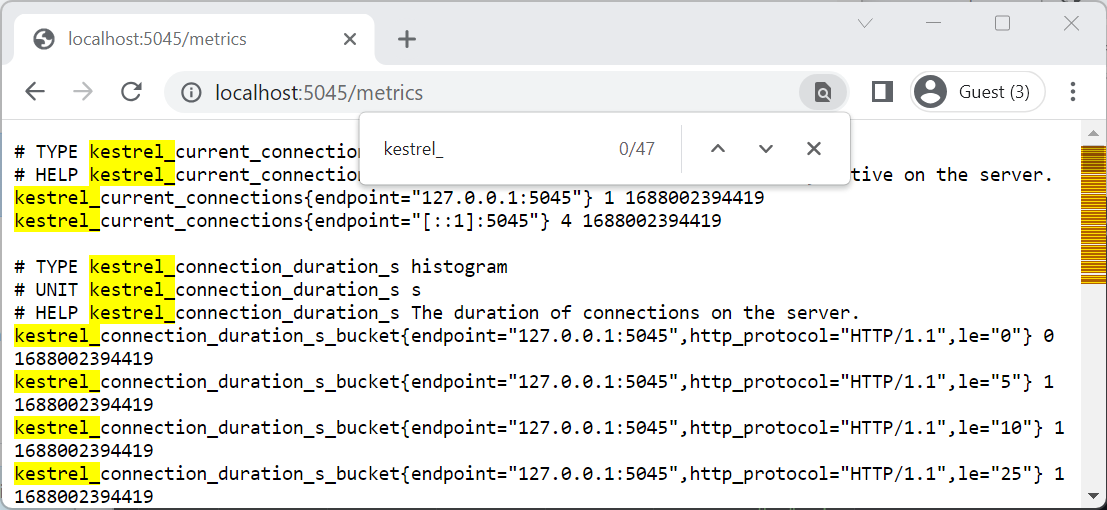 localhost:5045/metrics
localhost:5045/metrics
Guest (3)
kestrel_ 0/47
# TYPE kestrel_current_connectio
# HELP kestrel_current_connectio tive on the server.
kestrel_current_connections{endpoint="127.0.0.1:5045"} 1 1688002394419
kestrel_current_connections{endpoint="[::1]:5045"} 4 1688002394419
# TYPE kestrel_connection_duration_s histogram
# UNIT kestrel_connection_duration_s s
# HELP kestrel_connection_duration_s The duration of connections on the server.
kestrel_connection_duration_s_bucket{endpoint="127.0.0.1:5045",http_protocol="HTTP/1.1",le="0"} 0
1688002394419
kestrel_connection_duration_s_bucket{endpoint="127.0.0.1:5045",http_protocol="HTTP/1.1",le="5"} 1
1688002394419
kestrel_connection_duration_s_bucket{endpoint="127.0.0.1:5045",http_protocol="HTTP/1.1",le="10"} 1
1688002394419
kestrel_connection_duration_s_bucket{endpoint="127.0.0.1:5045",http_protocol="HTTP/1.1",le="25"} 1
1688002394419